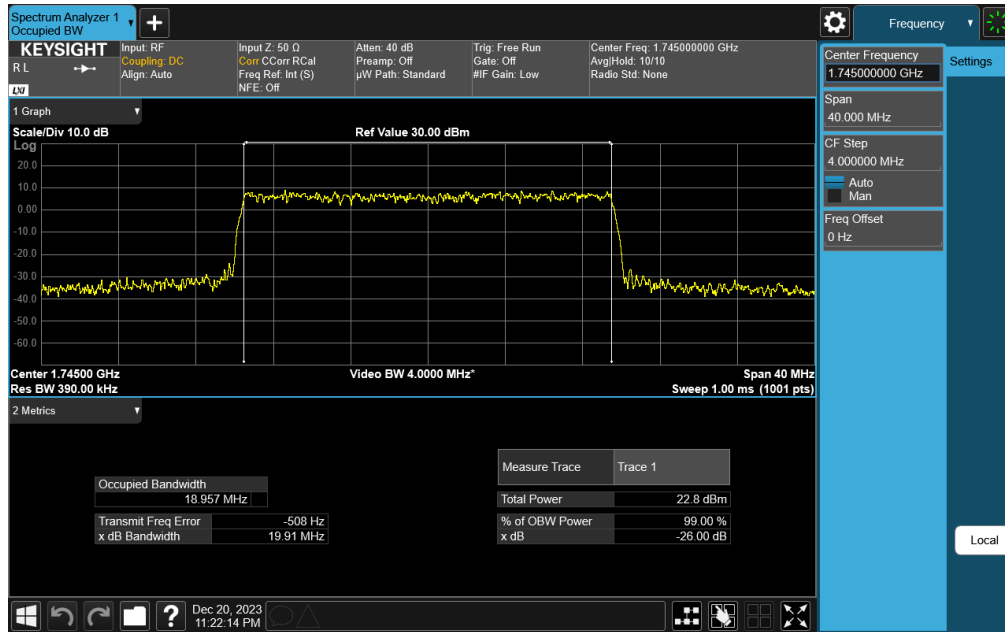 Spectrum Analyzer 1
Occupied BW
Frequency
KEYSIGHT
R L
LXI
Input: RF
Coupling: DC
Align: Auto
Input Z: 50 Ω
Corr CCorr RCal
Freq Ref: Int (S)
NFE: Off
Atten: 40 dB
Preamp: Off
µW Path: Standard
Trig: Free Run
Gate: Off
#IF Gain: Low
Center Freq: 1.745000000 GHz
Avg|Hold: 10/10
Radio Std: None
Center Frequency
1.745000000 GHz
Settings
Span
40.000 MHz
CF Step
4.000000 MHz
Auto
Man
Freq Offset
0 Hz
1 Graph
Scale/Div 10.0 dB
Ref Value 30.00 dBm
Log
20.0
10.0
0.00
-10.0
-20.0
-30.0
-40.0
-50.0
-60.0
Center 1.74500 GHz
Video BW 4.0000 MHz*
Span 40 MHz
Res BW 390.00 kHz
Sweep 1.00 ms (1001 pts)
2 Metrics
Measure Trace Trace 1
Occupied Bandwidth
18.957 MHz
Total Power 22.8 dBm
Transmit Freq Error -508 Hz
% of OBW Power 99.00 %
x dB Bandwidth 19.91 MHz
x dB -26.00 dB
Local
?
Dec 20, 2023
11:22:14 PM